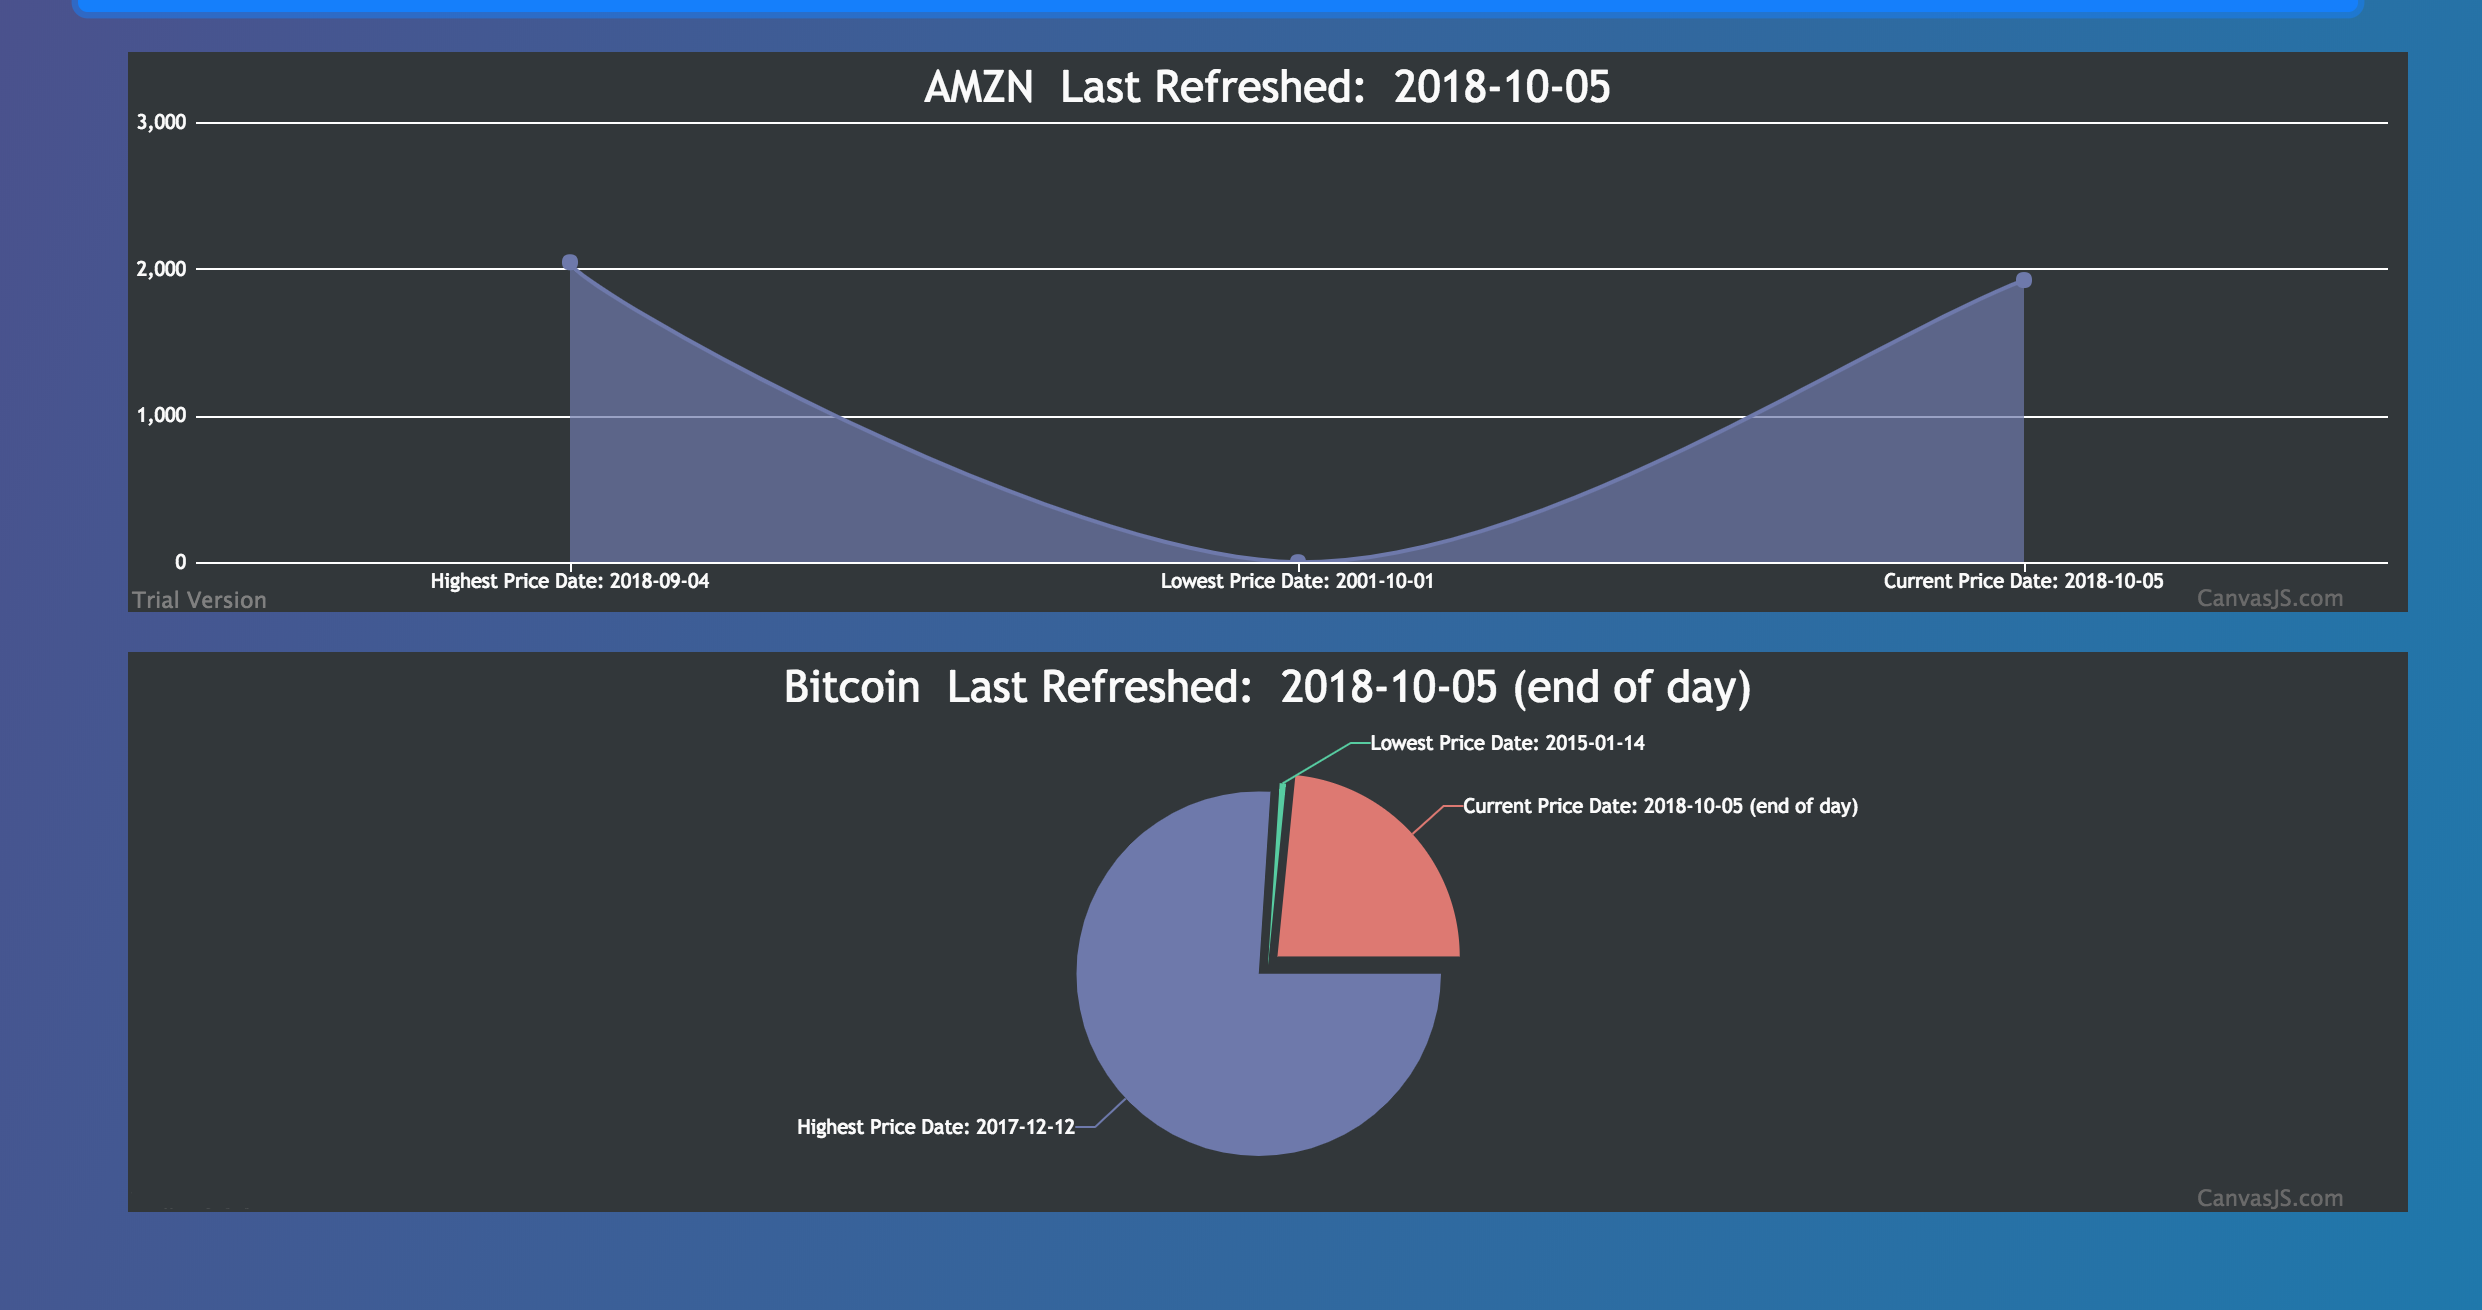 AMZN  Last Refreshed:  2018-10-05
3,000
2,000
1,000
0
Highest Price Date: 2018-09-04
Lowest Price Date: 2001-10-01
Current Price Date: 2018-10-05
Trial Version
CanvasJS.com
Bitcoin  Last Refreshed:  2018-10-05 (end of day)
Lowest Price Date: 2015-01-14
Current Price Date: 2018-10-05 (end of day)
Highest Price Date: 2017-12-12
CanvasJS.com